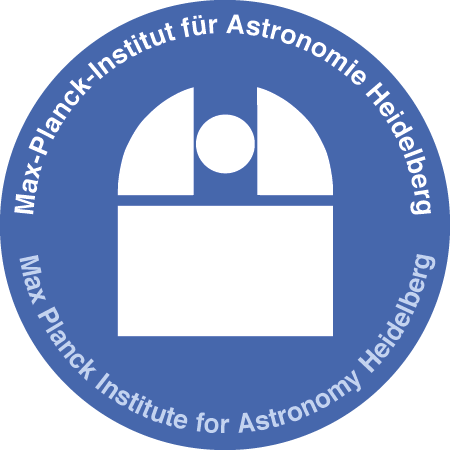 Max-Planck-Institut für Astronomie Heidelberg
Max Planck Institute for Astronomy Heidelberg